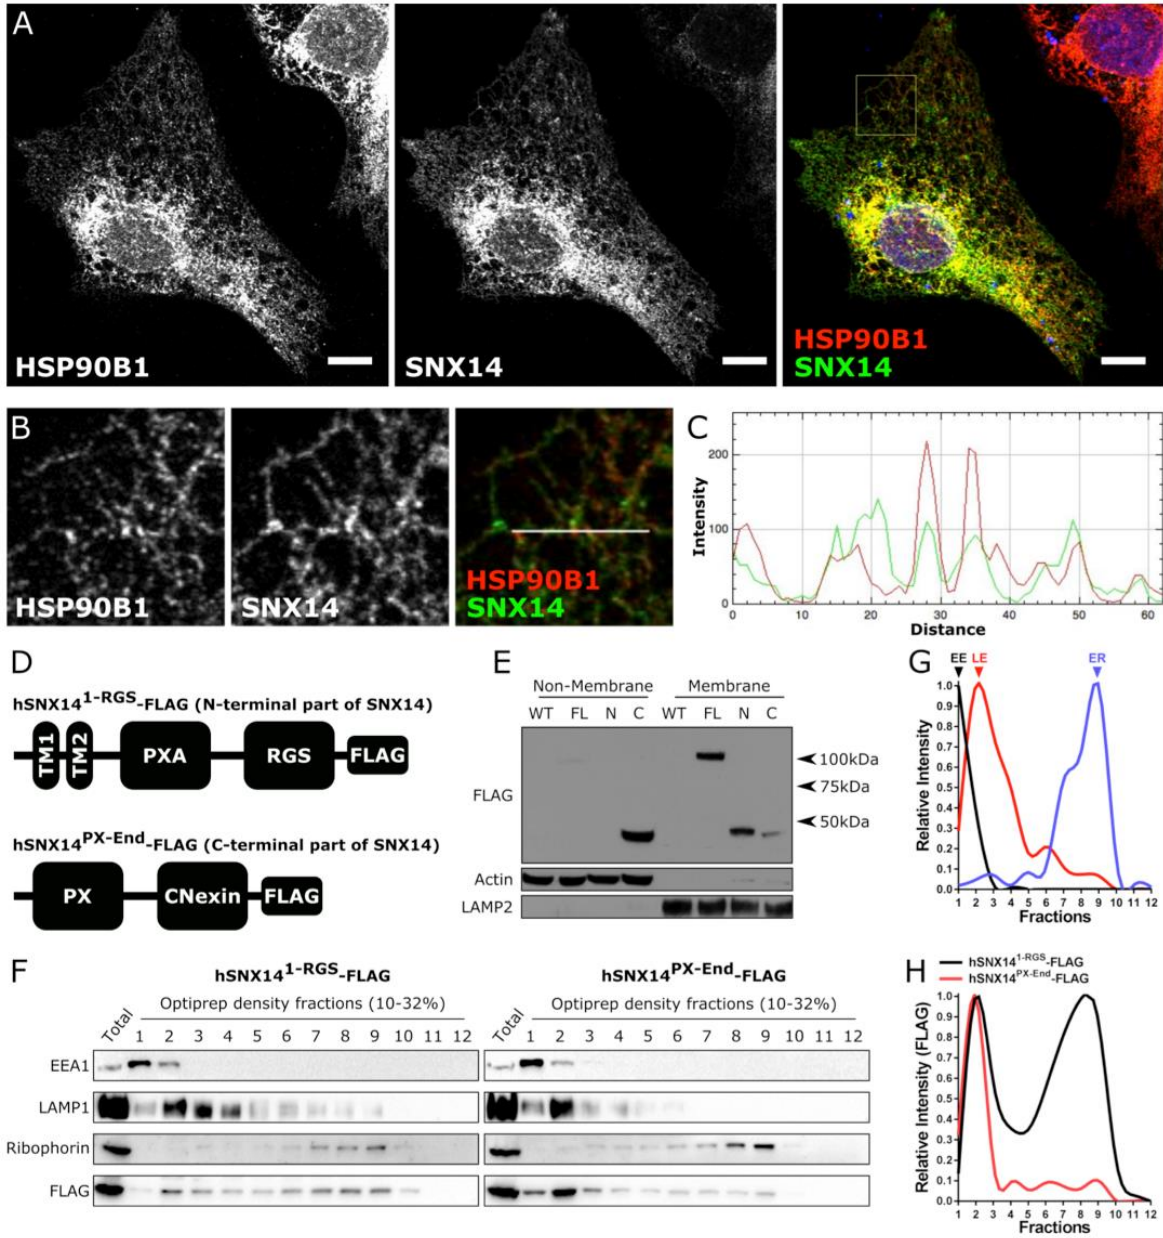 A
HSP90B1
SNX14
HSP90B1
SNX14
B
HSP90B1
SNX14
HSP90B1
SNX14
C
Intensity
200
100
0
0 10 20 30 40 50 60
Distance
D
hSNX14^1-RGS-FLAG (N-terminal part of SNX14)
TM1 TM2 PXA RGS FLAG
hSNX14^PX-End-FLAG (C-terminal part of SNX14)
PX CNexin FLAG
E
Non-Membrane Membrane
WT FL N C WT FL N C
FLAG
100kDa
75kDa
50kDa
Actin
LAMP2
G
EE LE ER
Relative Intensity
1.0
0.9
0.8
0.7
0.6
0.5
0.4
0.3
0.2
0.1
0.0
1 2 3 4 5 6 7 8 9 10 11 12
Fractions
F
hSNX14^1-RGS-FLAG hSNX14^PX-End-FLAG
Optiprep density fractions (10-32%) Optiprep density fractions (10-32%)
Total 1 2 3 4 5 6 7 8 9 10 11 12 Total 1 2 3 4 5 6 7 8 9 10 11 12
EEA1
LAMP1
Ribophorin
FLAG
H
hSNX14^1-RGS-FLAG
hSNX14^PX-End-FLAG
Relative Intensity (FLAG)
1.0
0.9
0.8
0.7
0.6
0.5
0.4
0.3
0.2
0.1
0.0
1 2 3 4 5 6 7 8 9 10 11 12
Fractions